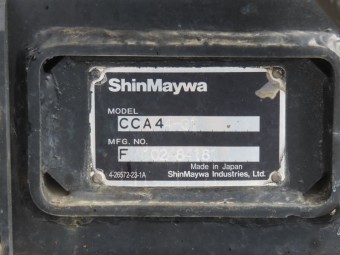 ShinMaywa
MODEL
CCA4
MFG. NO.
F
Made in Japan
4-26572-23-1A
ShinMaywa Industries, Ltd.